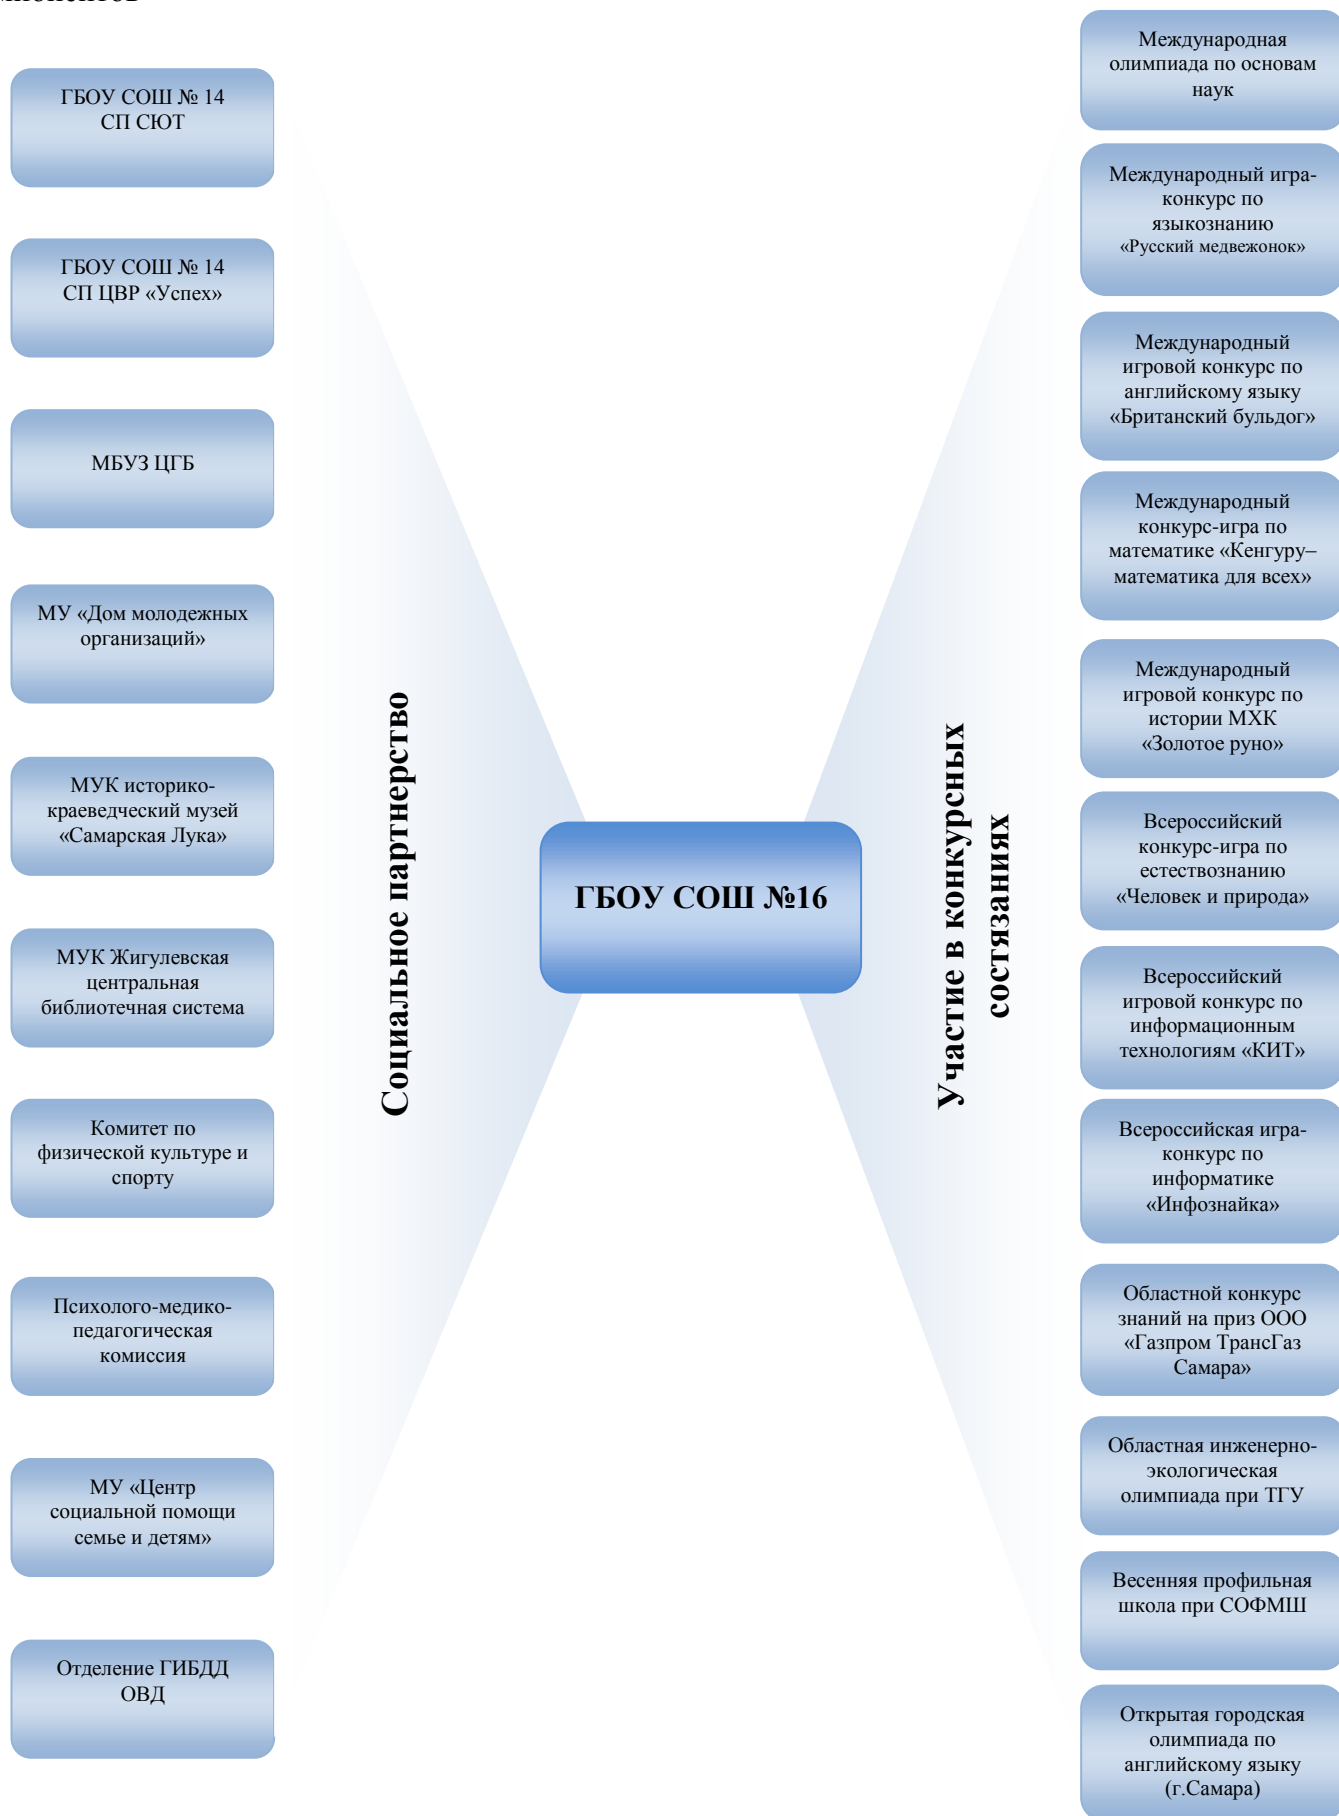 ГБОУ СОШ № 14
СП СЮТ
ГБОУ СОШ № 14
СП ЦВР «Успех»
МБУЗ ЦГБ
МУ «Дом молодежных
организаций»
МУК историко-
краеведческий музей
«Самарская Лука»
МУК Жигулевская
центральная
библиотечная система
Комитет по
физической культуре и
спорту
Психолого-медико-
педагогическая
комиссия
МУ «Центр
социальной помощи
семье и детям»
Отделение ГИБДД
ОВД
Социальное партнерство
ГБОУ СОШ №16
Участие в конкурсных
состязаниях
Международная
олимпиада по основам
наук
Международный игра-
конкурс по
языкознанию
«Русский медвежонок»
Международный
игровой конкурс по
английскому языку
«Британский бульдог»
Международный
конкурс-игра по
математике «Кенгуру–
математика для всех»
Международный
игровой конкурс по
истории МХК
«Золотое руно»
Всероссийский
конкурс-игра по
естествознанию
«Человек и природа»
Всероссийский
игровой конкурс по
информационным
технологиям «КИТ»
Всероссийская игра-
конкурс по
информатике
«Инфознайка»
Областной конкурс
знаний на приз ООО
«Газпром ТрансГаз
Самара»
Областная инженерно-
экологическая
олимпиада при ТГУ
Весенняя профильная
школа при СОФМШ
Открытая городская
олимпиада по
английскому языку
(г.Самара)